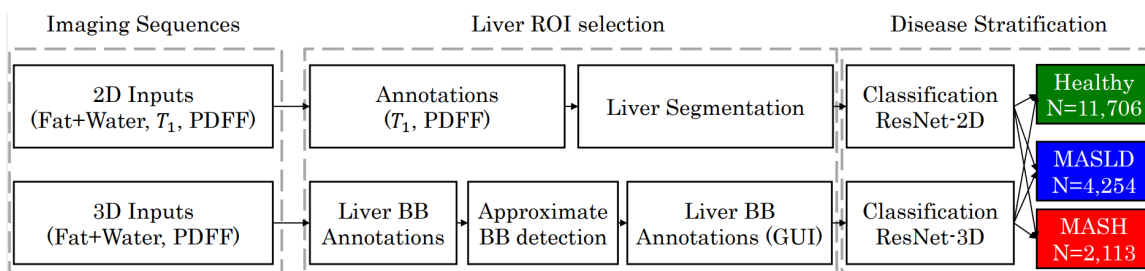 Imaging Sequences
Liver ROI selection
Disease Stratification
2D Inputs
(Fat+Water, T₁, PDFF)
Annotations
(T₁, PDFF)
Liver Segmentation
Classification
ResNet-2D
Healthy
N=11,706
MASLD
N=4,254
3D Inputs
(Fat+Water, PDFF)
Liver BB
Annotations
Approximate
BB detection
Liver BB
Annotations (GUI)
Classification
ResNet-3D
MASH
N=2,113